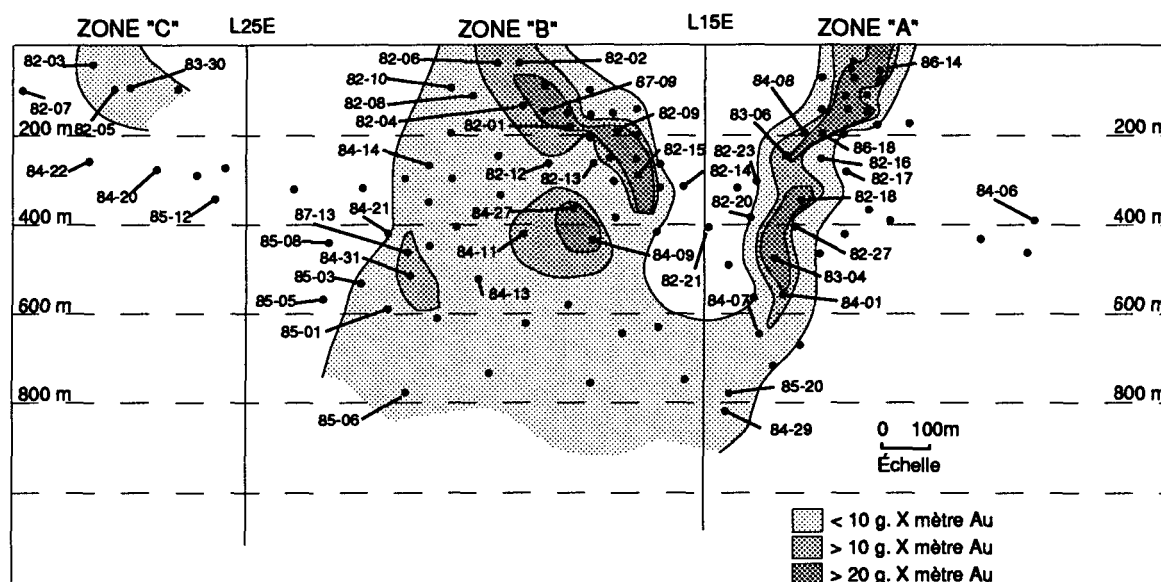 ZONE "C" L25E ZONE "B" L15E ZONE "A"
82-03 83-30 82-06 82-02 86-14
82-10 87-09 84-08
82-07 82-05 82-08 82-04 82-09 83-06
200 m 82-01 200 m
84-14 82-15 86-18
82-23 82-16
84-22 82-12 82-13 82-14 82-17
84-20 82-20 82-18 84-06
85-12 87-13 84-21 84-27
400 m 400 m
85-08 84-11 84-09 82-27
84-31 82-21 83-04
85-03 84-13
85-05 84-07 84-01
600 m 600 m
85-01
85-20
800 m 800 m
85-06 84-29
0 100m
Échelle
< 10 g. X mètre Au
> 10 g. X mètre Au
> 20 g. X mètre Au